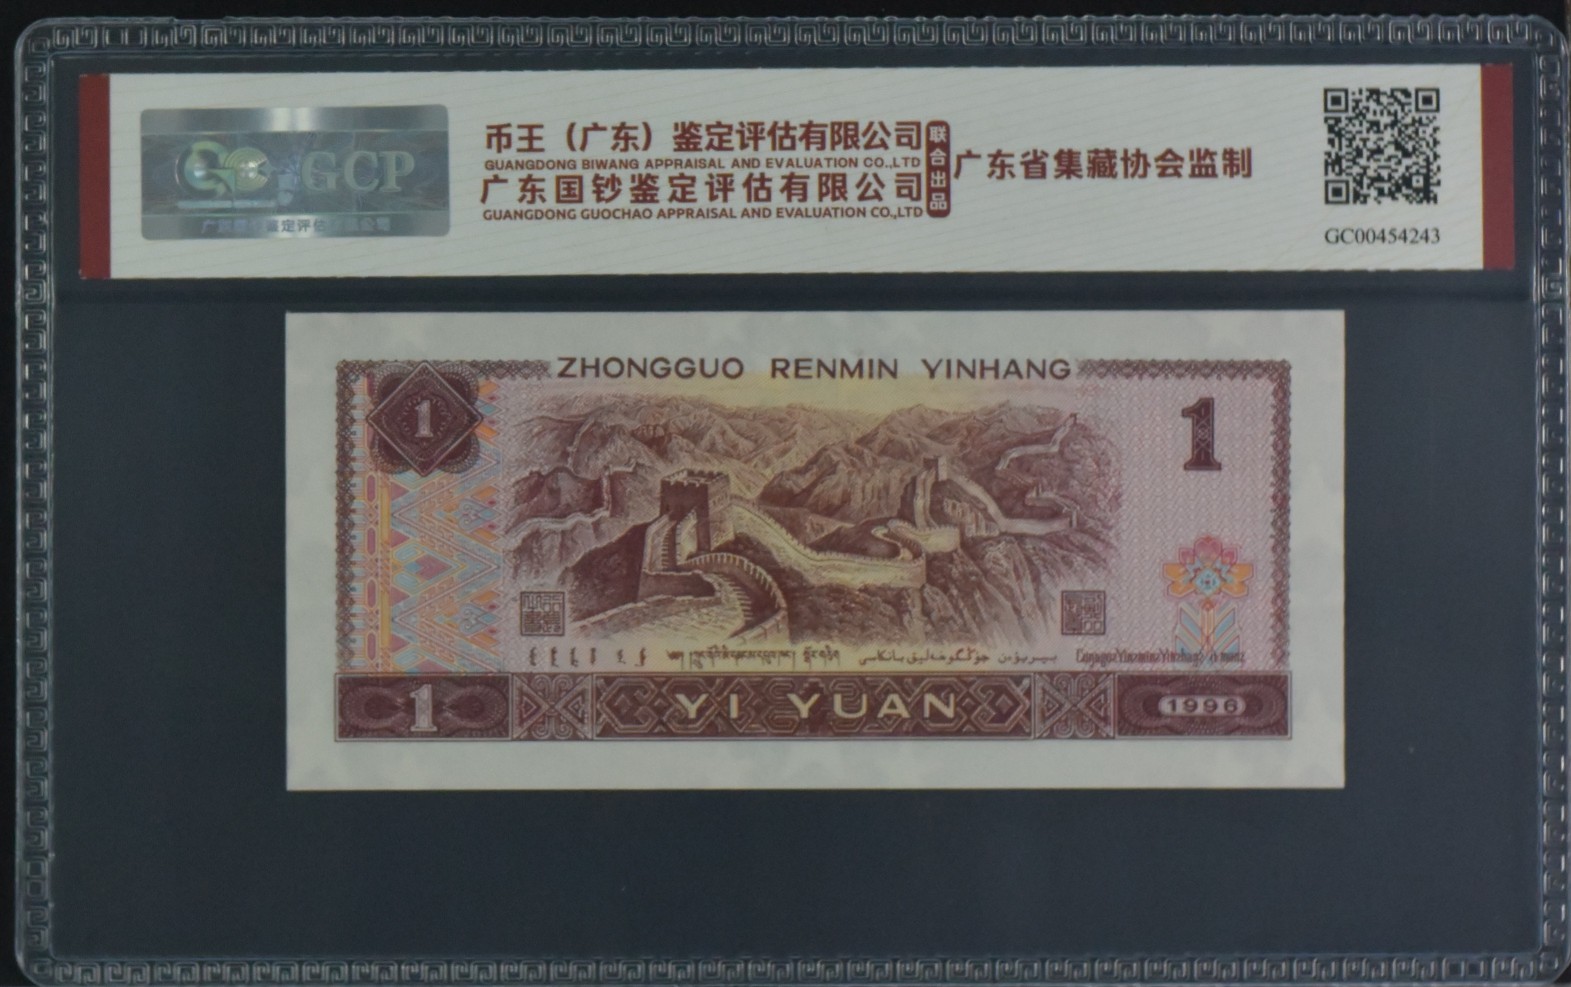 GCP
币王（广东）鉴定评估有限公司
GUANGDONG BIWANG APPRAISAL AND EVALUATION CO.,LTD
广东国钞鉴定评估有限公司
GUANGDONG GUOCHAO APPRAISAL AND EVALUATION CO.,LTD
联合出品
广东省集藏协会监制
GC00454243
ZHONGGUO RENMIN YINHANG
1
1
1
YI YUAN
1996